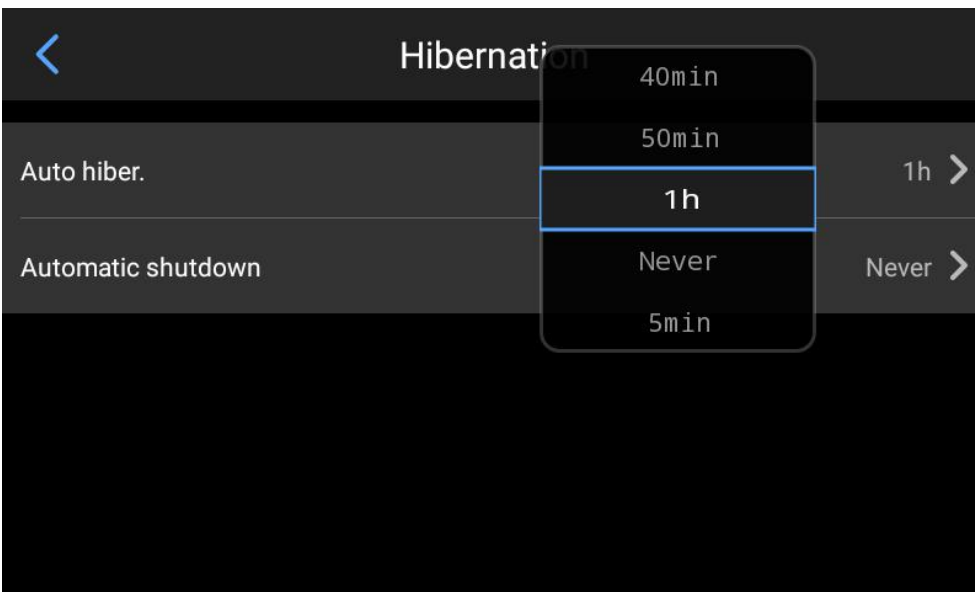 Hibernation
Auto hiber.
1h
Automatic shutdown
Never
40min
50min
1h
Never
5min